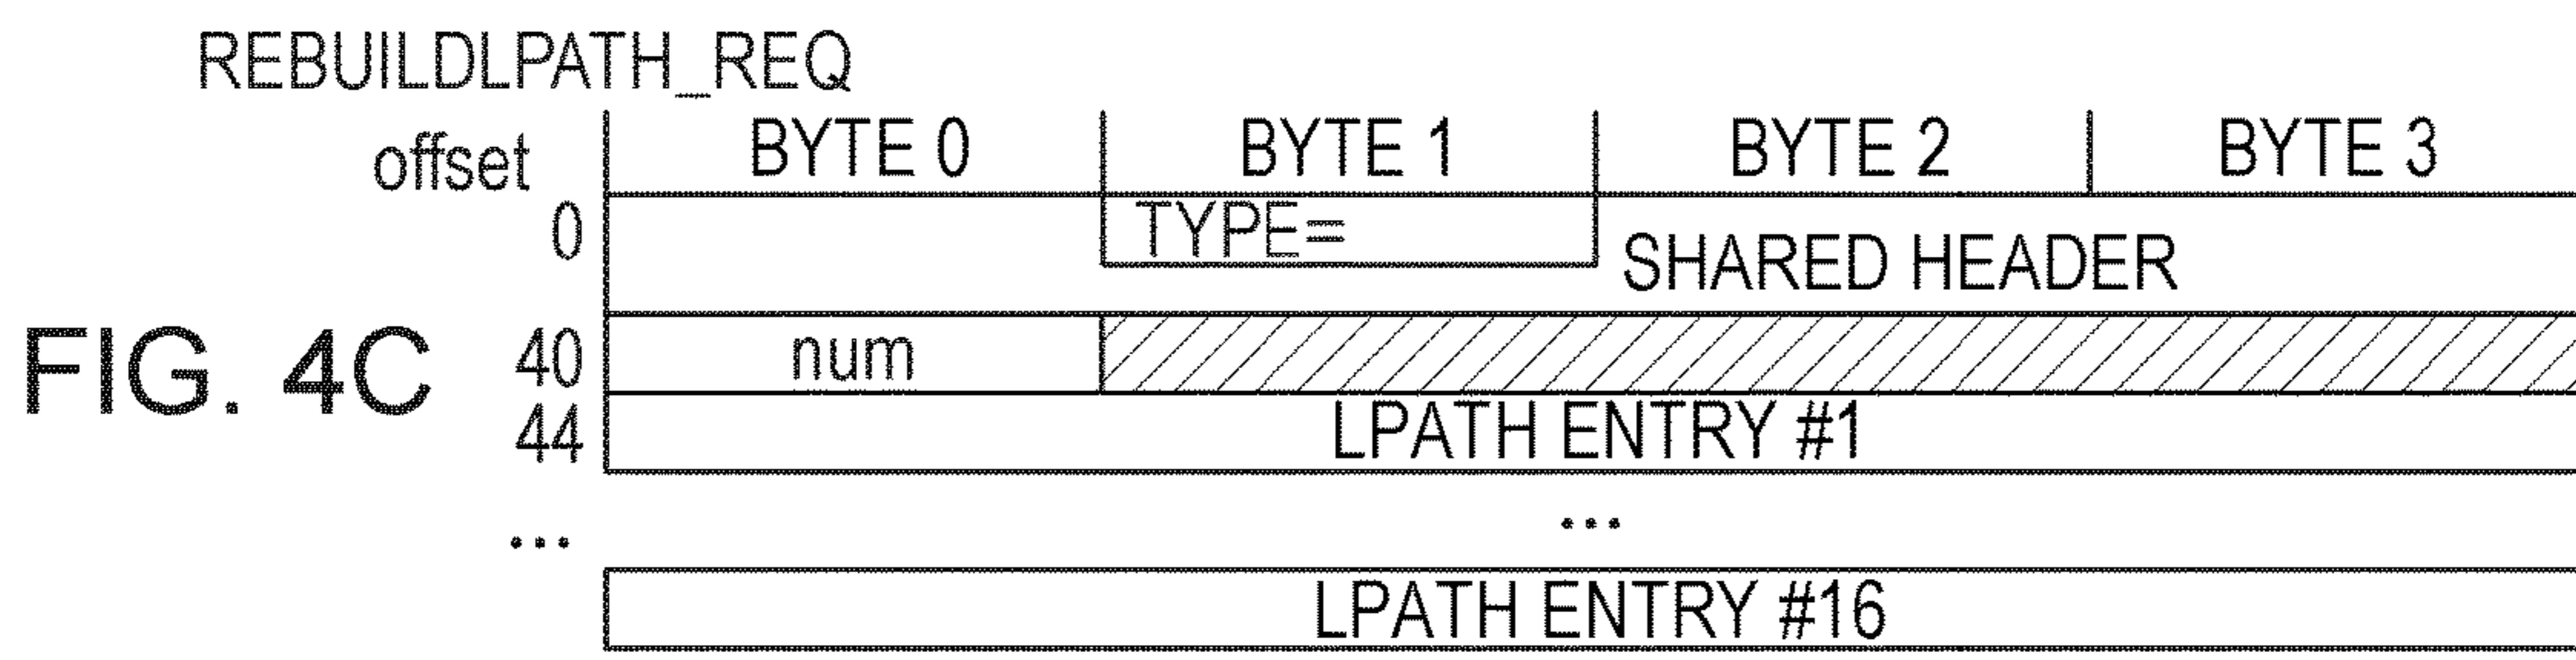 REBUILDLPATH_REQ
offset BYTE 0 BYTE 1 BYTE 2 BYTE 3
0 TYPE= SHARED HEADER
FIG. 4C
40 num
44 LPATH ENTRY #1
... ...
LPATH ENTRY #16